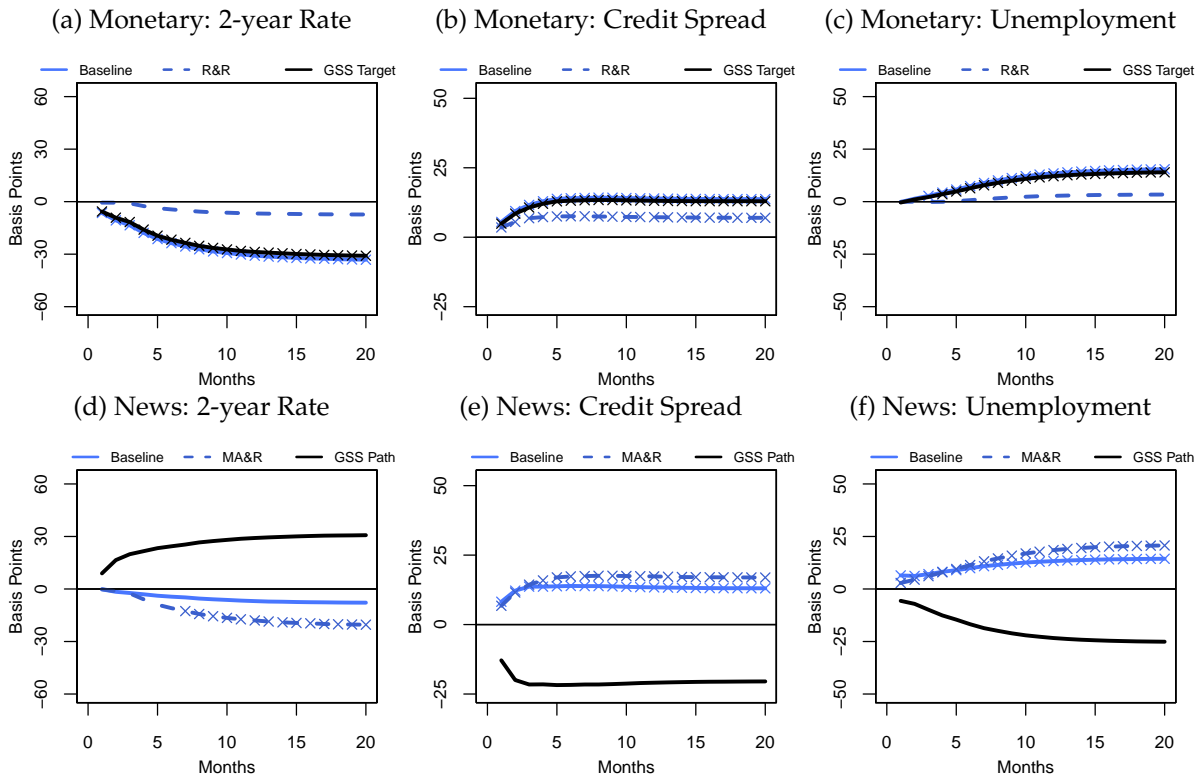 (a) Monetary: 2-year Rate
(b) Monetary: Credit Spread
(c) Monetary: Unemployment
Baseline R&R GSS Target
Baseline R&R GSS Target
Baseline R&R GSS Target
Basis Points
60
30
0
−30
−60
0 5 10 15 20
Months
Basis Points
50
25
0
−25
0 5 10 15 20
Months
Basis Points
50
25
0
−25
−50
0 5 10 15 20
Months
(d) News: 2-year Rate
(e) News: Credit Spread
(f) News: Unemployment
Baseline MA&R GSS Path
Baseline MA&R GSS Path
Baseline MA&R GSS Path
Basis Points
60
30
0
−30
−60
0 5 10 15 20
Months
Basis Points
50
25
0
−25
0 5 10 15 20
Months
Basis Points
50
25
0
−25
−50
0 5 10 15 20
Months